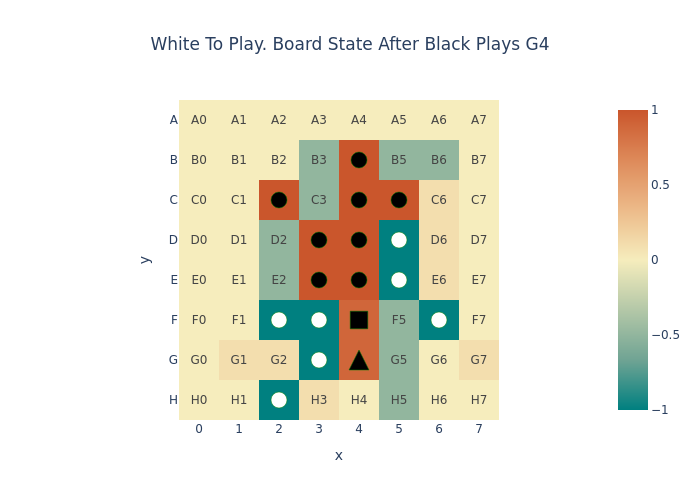 White To Play. Board State After Black Plays G4
A A0 A1 A2 A3 A4 A5 A6 A7
B B0 B1 B2 B3 B5 B6 B7
C C0 C1 C3 C6 C7
D D0 D1 D2 D6 D7
E E0 E1 E2 E6 E7
F F0 F1 F5 F7
G G0 G1 G2 G5 G6 G7
H H0 H1 H3 H4 H5 H6 H7
0 1 2 3 4 5 6 7
x
y
1
0.5
0
−0.5
−1